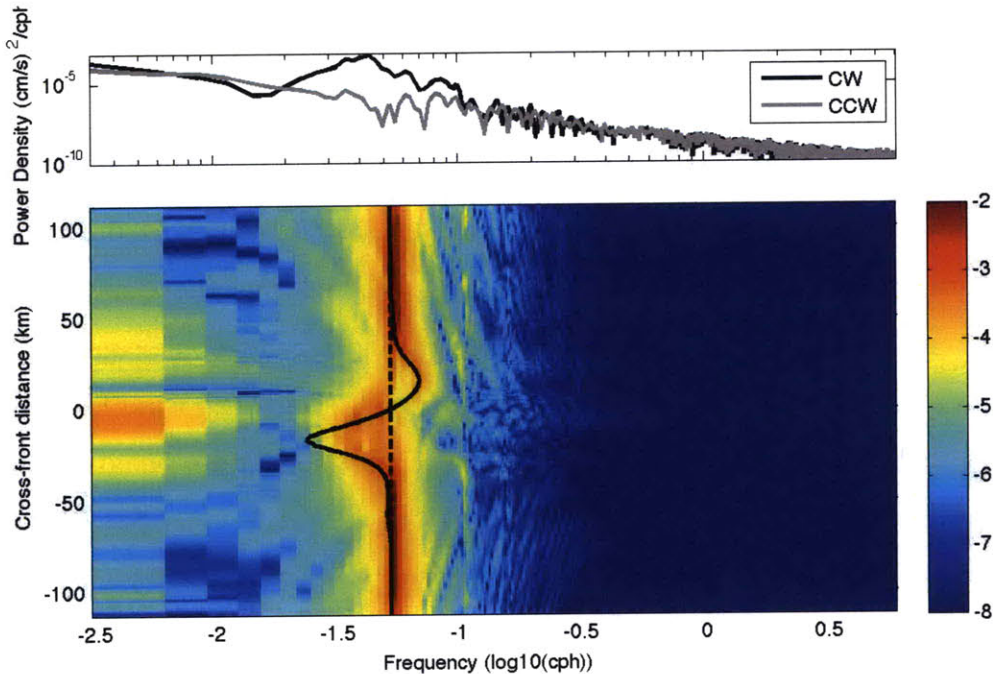 Power Density (cm/s)²/cph
10⁻⁵
10⁻¹⁰
CW
CCW
Cross-front distance (km)
100
50
0
-50
-100
-2.5 -2 -1.5 -1 -0.5 0 0.5
Frequency (log10(cph))
-2
-3
-4
-5
-6
-7
-8